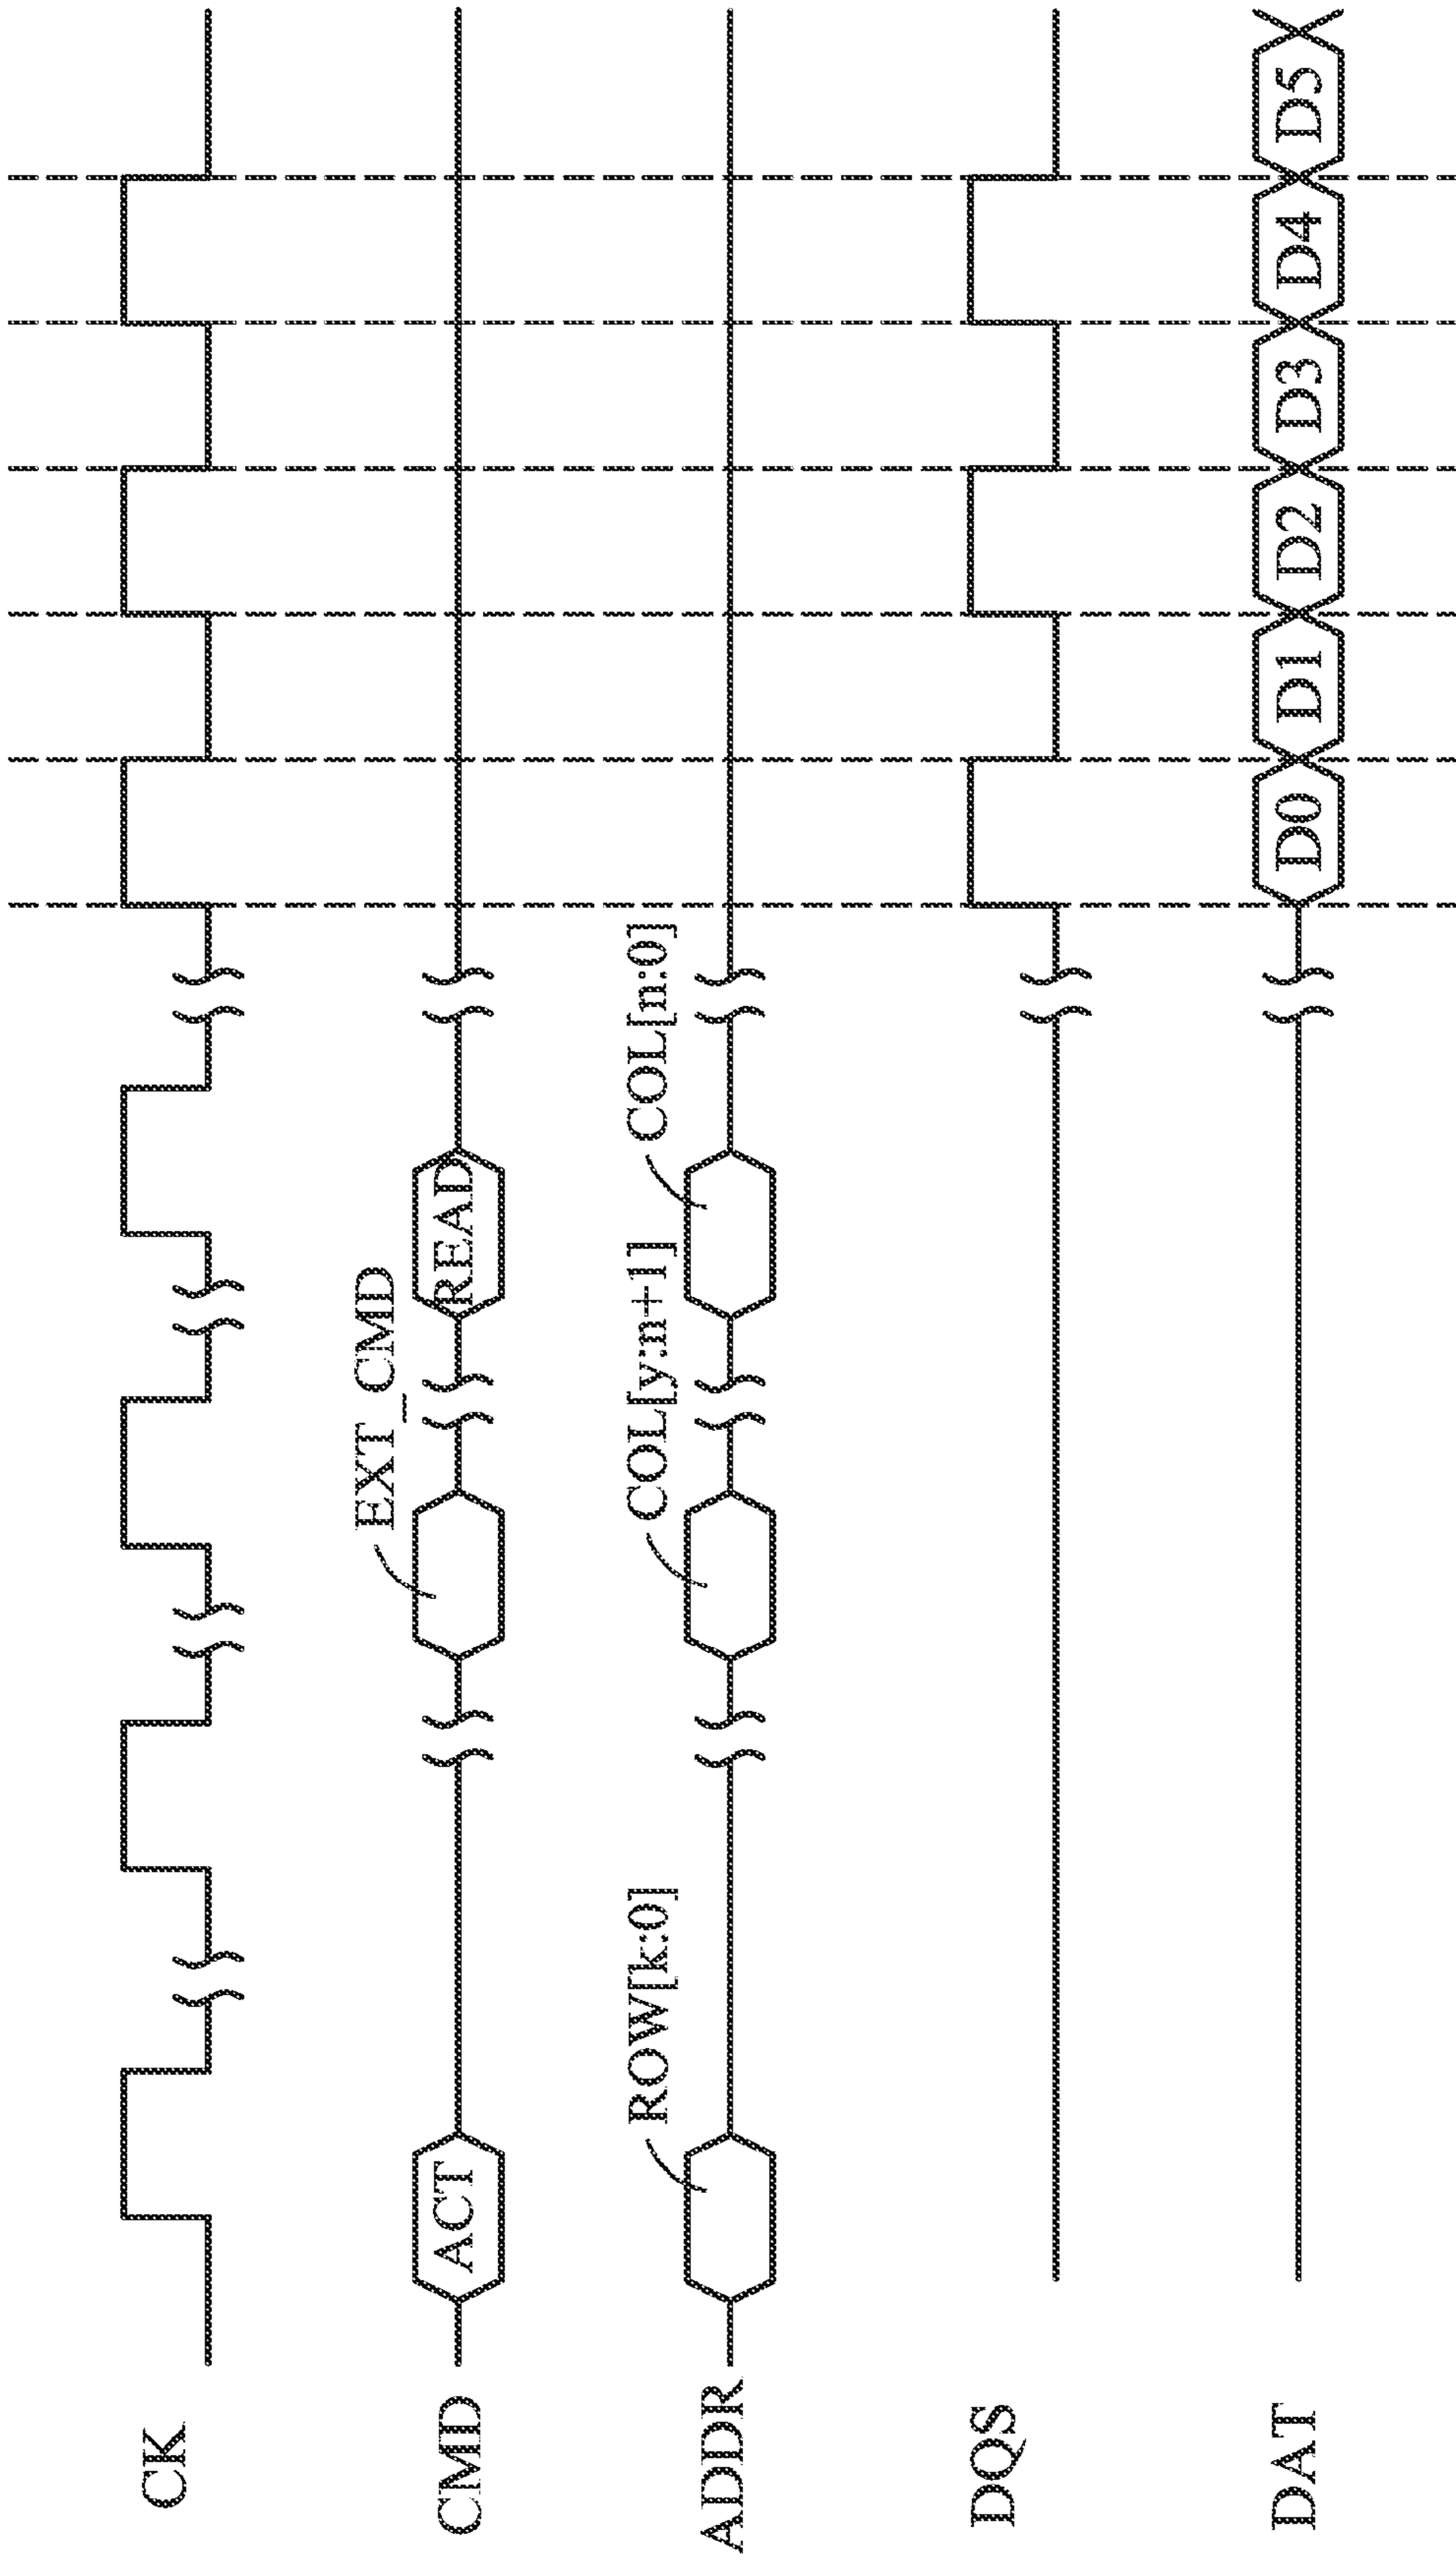 CK
CMD
ACT
EXT_CMD
READ
ADDR
ROW[k:0]
COL[y:n+1]
COL[n:0]
DQS
DAT
D0
D1
D2
D3
D4
D5